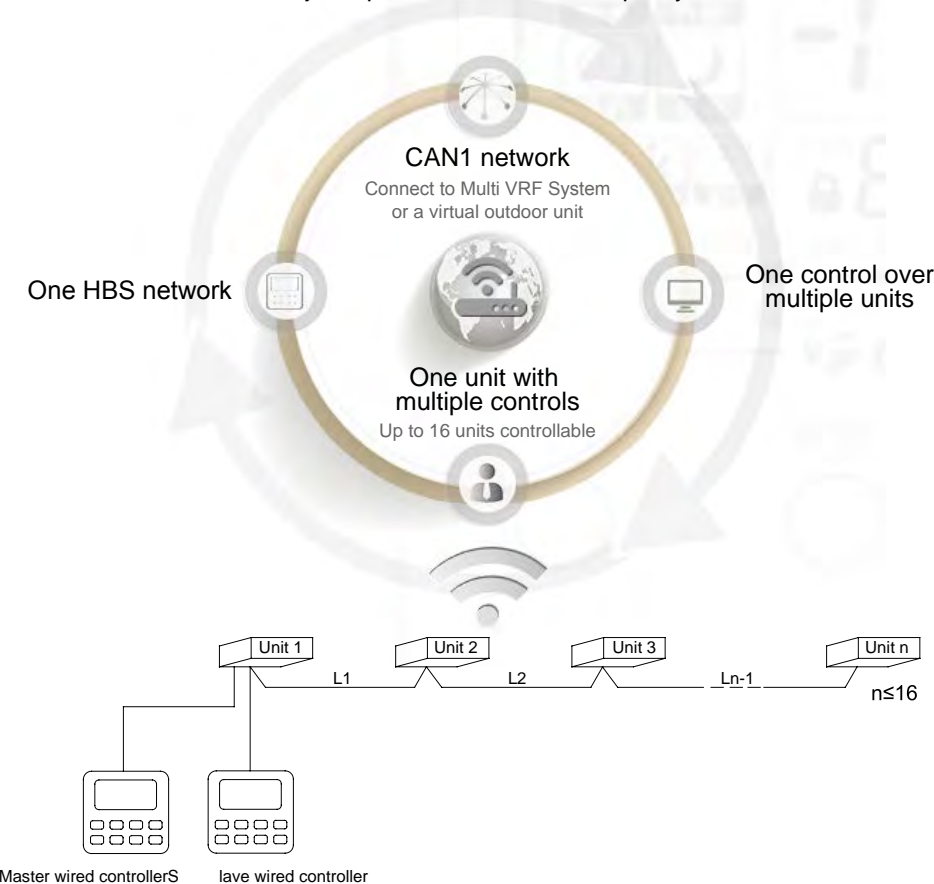 CAN1 network
Connect to Multi VRF System
or a virtual outdoor unit
One HBS network
One control over
multiple units
One unit with
multiple controls
Up to 16 units controllable
Unit 1
Unit 2
Unit 3
Unit n
L1
L2
Ln-1
n≤16
Master wired controllerS lave wired controller